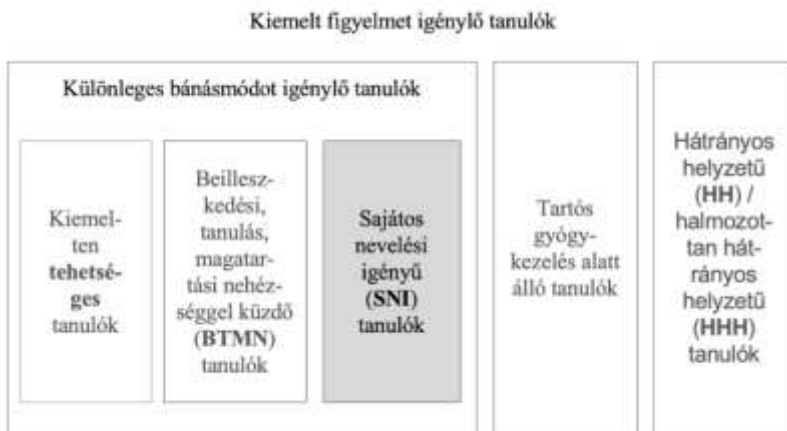 Kiemelt figyelmet igénylő tanulók
Különleges bánásmódot igénylő tanulók
Kiemel-
ten
tehetsé-
ges
tanulók
Beillesz-
kedési,
tanulás,
magatar-
tási nehéz-
séggel küzdő
(BTMN)
tanulók
Sajátos
nevelési
igényű
(SNI)
tanulók
Tartós
gyógy-
kezelés alatt
álló tanulók
Hátrányos
helyzetű
(HH) /
halmozot-
tan hát-
rányos
helyzetű
(HHH)
tanulók